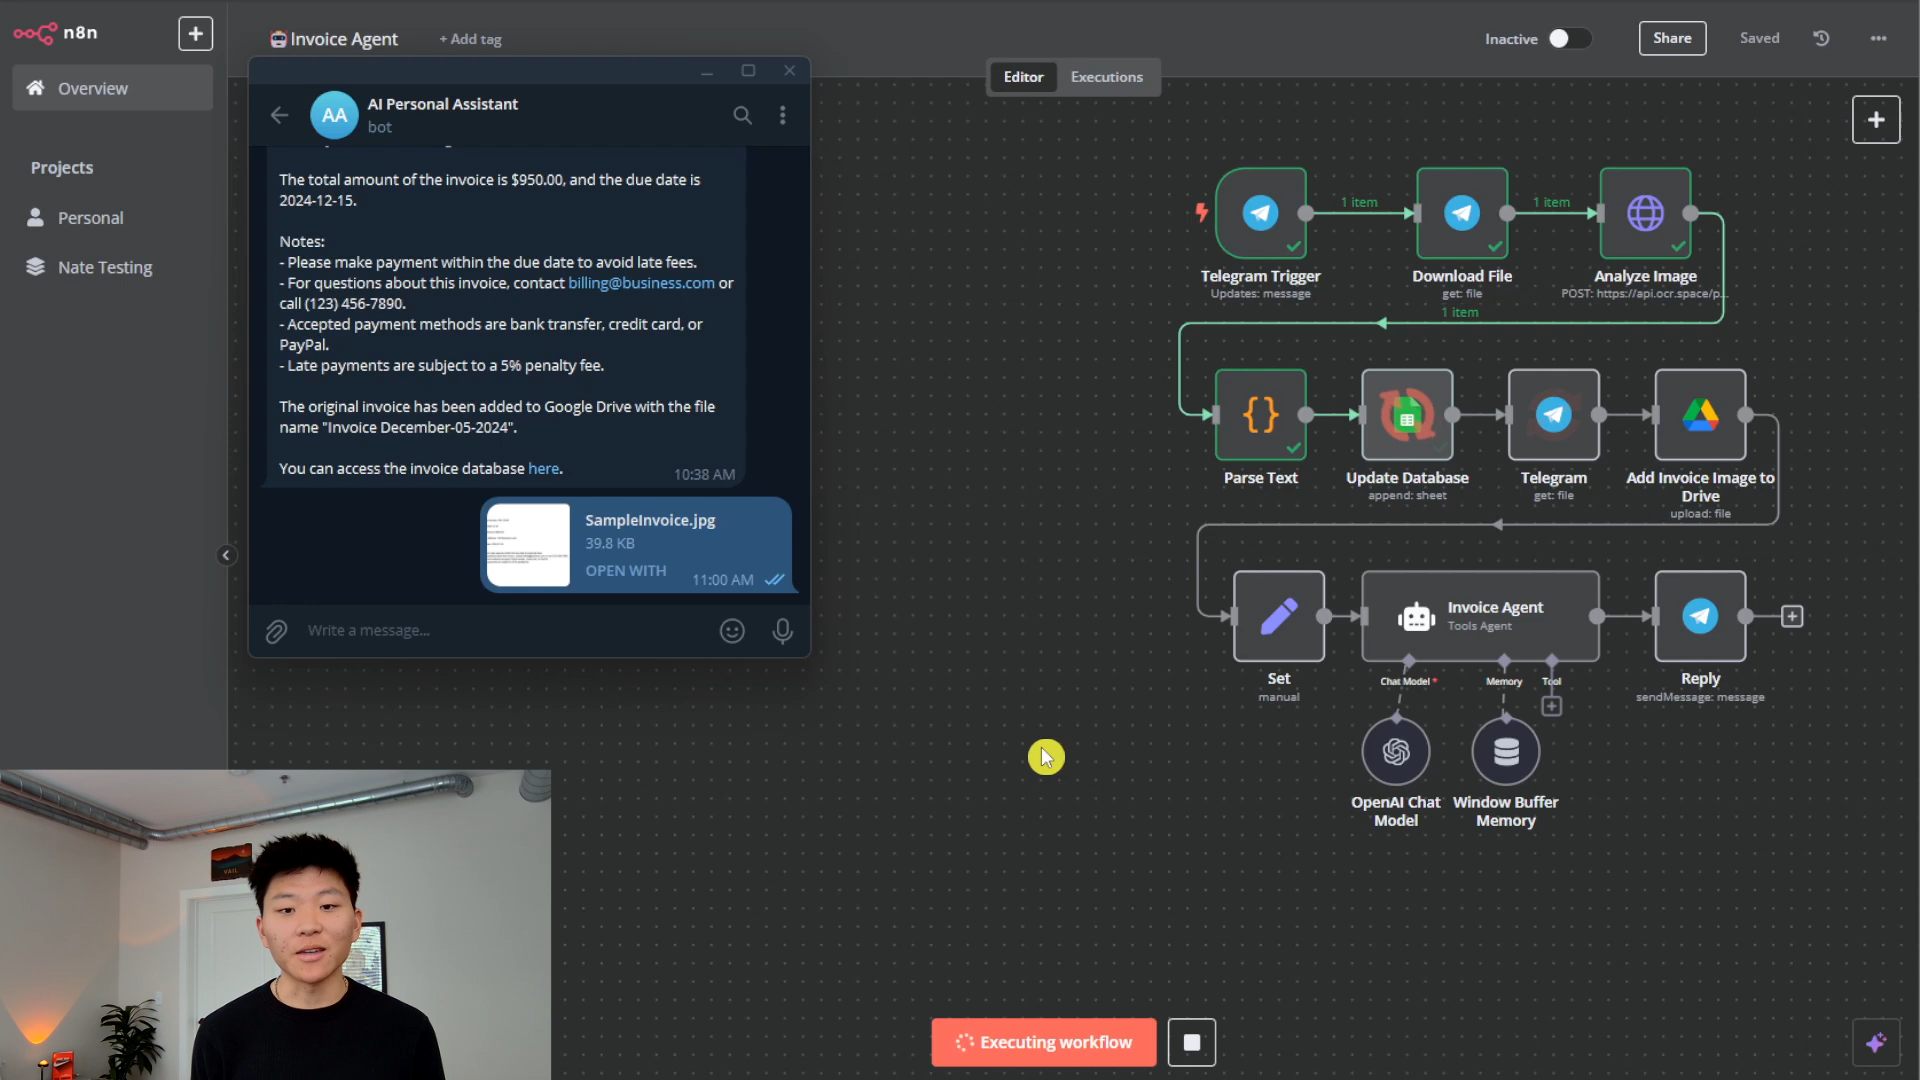 n8n
+
Overview
Projects
Personal
Nate Testing
Invoice Agent
+ Add tag
Inactive
Share
Saved
Editor
Executions
AA
AI Personal Assistant
bot
The total amount of the invoice is $950.00, and the due date is
2024-12-15.
Notes:
- Please make payment within the due date to avoid late fees.
- For questions about this invoice, contact billing@business.com or
call (123) 456-7890.
- Accepted payment methods are bank transfer, credit card, or
PayPal.
- Late payments are subject to a 5% penalty fee.
The original invoice has been added to Google Drive with the file
name "Invoice December-05-2024".
You can access the invoice database here.
10:38 AM
SampleInvoice.jpg
39.8 KB
OPEN WITH
11:00 AM
Write a message...
1 item
1 item
Telegram Trigger
Updates: message
Download File
get: file
Analyze Image
POST: https://api.ocr.space/p...
1 item
{}
Parse Text
Update Database
append: sheet
Telegram
get: file
Add Invoice Image to
Drive
upload: file
Set
manual
Invoice Agent
Tools Agent
Chat Model *
Memory
Tool
Reply
sendMessage: message
OpenAI Chat
Model
Window Buffer
Memory
VAIL
Executing workflow